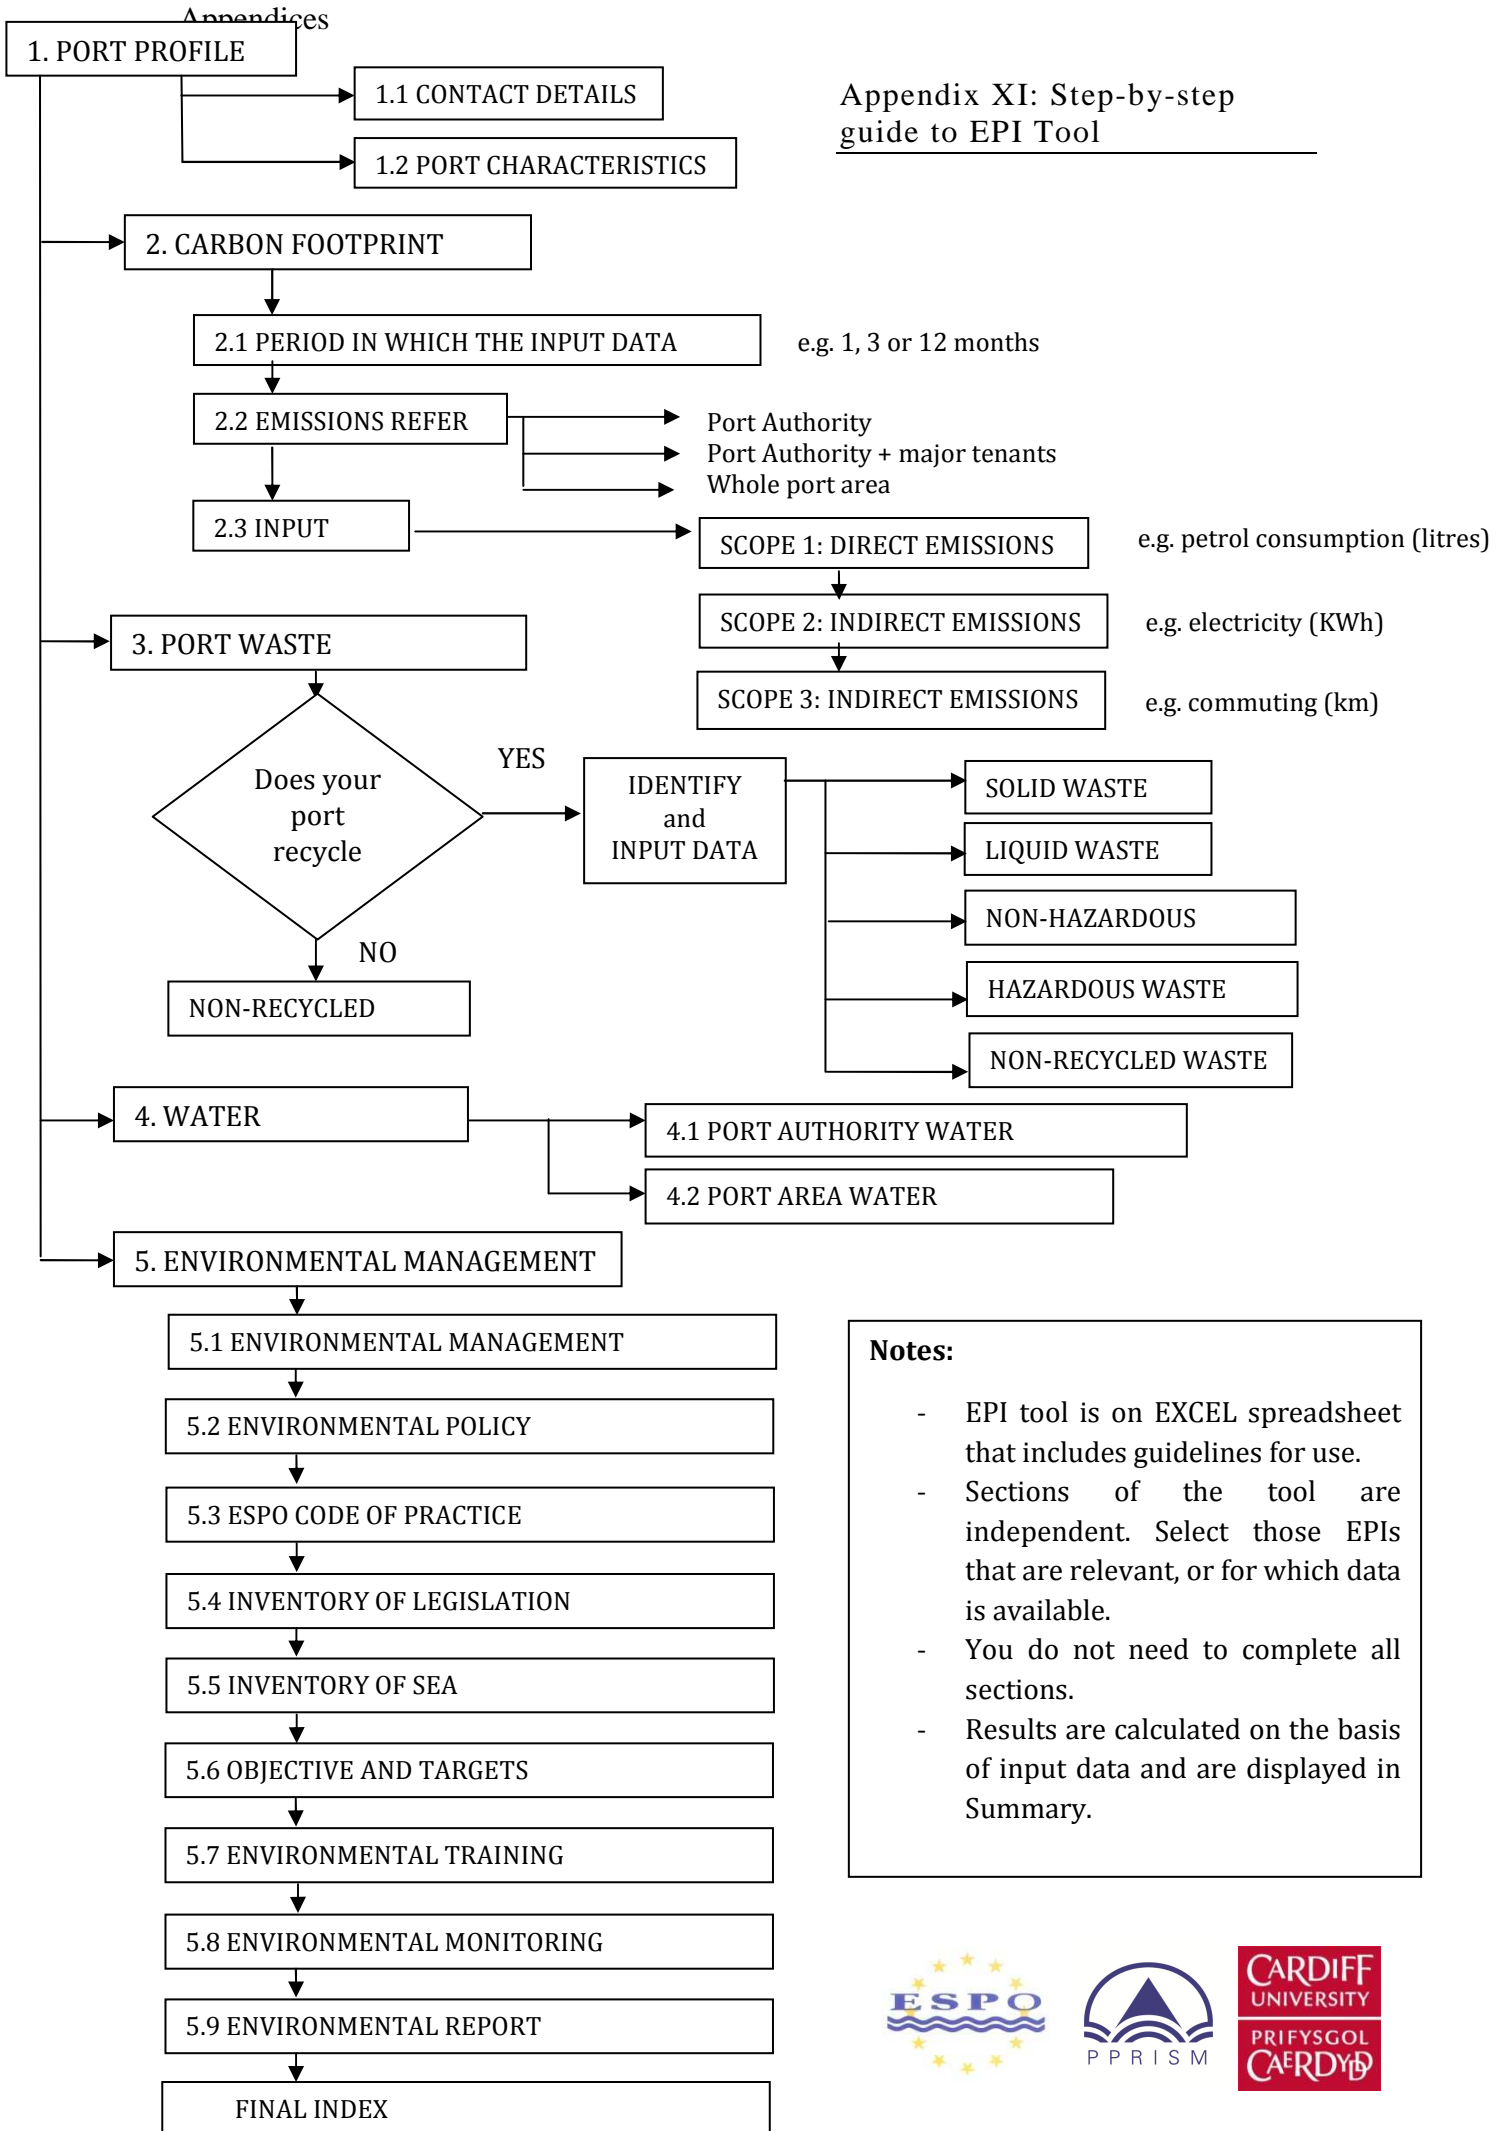 Appendices
1. PORT PROFILE
1.1 CONTACT DETAILS
Appendix XI: Step-by-step
guide to EPI Tool
1.2 PORT CHARACTERISTICS
2. CARBON FOOTPRINT
2.1 PERIOD IN WHICH THE INPUT DATA
e.g. 1, 3 or 12 months
2.2 EMISSIONS REFER
Port Authority
Port Authority + major tenants
Whole port area
2.3 INPUT
SCOPE 1: DIRECT EMISSIONS
e.g. petrol consumption (litres)
SCOPE 2: INDIRECT EMISSIONS
e.g. electricity (KWh)
SCOPE 3: INDIRECT EMISSIONS
e.g. commuting (km)
3. PORT WASTE
Does your
port
recycle
YES
IDENTIFY
and
INPUT DATA
SOLID WASTE
LIQUID WASTE
NON-HAZARDOUS
HAZARDOUS WASTE
NON-RECYCLED WASTE
NO
NON-RECYCLED
4. WATER
4.1 PORT AUTHORITY WATER
4.2 PORT AREA WATER
5. ENVIRONMENTAL MANAGEMENT
5.1 ENVIRONMENTAL MANAGEMENT
5.2 ENVIRONMENTAL POLICY
5.3 ESPO CODE OF PRACTICE
5.4 INVENTORY OF LEGISLATION
5.5 INVENTORY OF SEA
5.6 OBJECTIVE AND TARGETS
5.7 ENVIRONMENTAL TRAINING
5.8 ENVIRONMENTAL MONITORING
5.9 ENVIRONMENTAL REPORT
FINAL INDEX
Notes:
- EPI tool is on EXCEL spreadsheet
that includes guidelines for use.
- Sections of the tool are
independent. Select those EPIs
that are relevant, or for which data
is available.
- You do not need to complete all
sections.
- Results are calculated on the basis
of input data and are displayed in
Summary.
ESPO
PPRISM
CARDIFF
UNIVERSITY
PRIFYSGOL
CAERDYDD